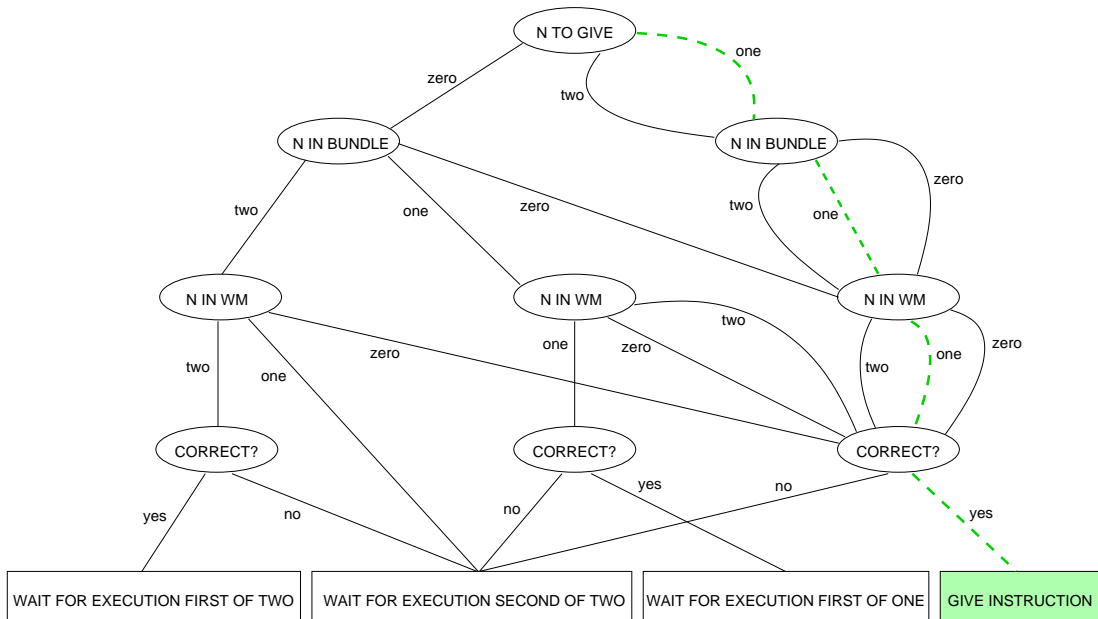 N TO GIVE
one
zero
two
N IN BUNDLE
N IN BUNDLE
zero
two
one
two
one
zero
N IN WM
N IN WM
N IN WM
two
one
zero
one
zero
two
two
one
zero
CORRECT?
CORRECT?
CORRECT?
yes
no
no
yes
no
yes
WAIT FOR EXECUTION FIRST OF TWO
WAIT FOR EXECUTION SECOND OF TWO
WAIT FOR EXECUTION FIRST OF ONE
GIVE INSTRUCTION